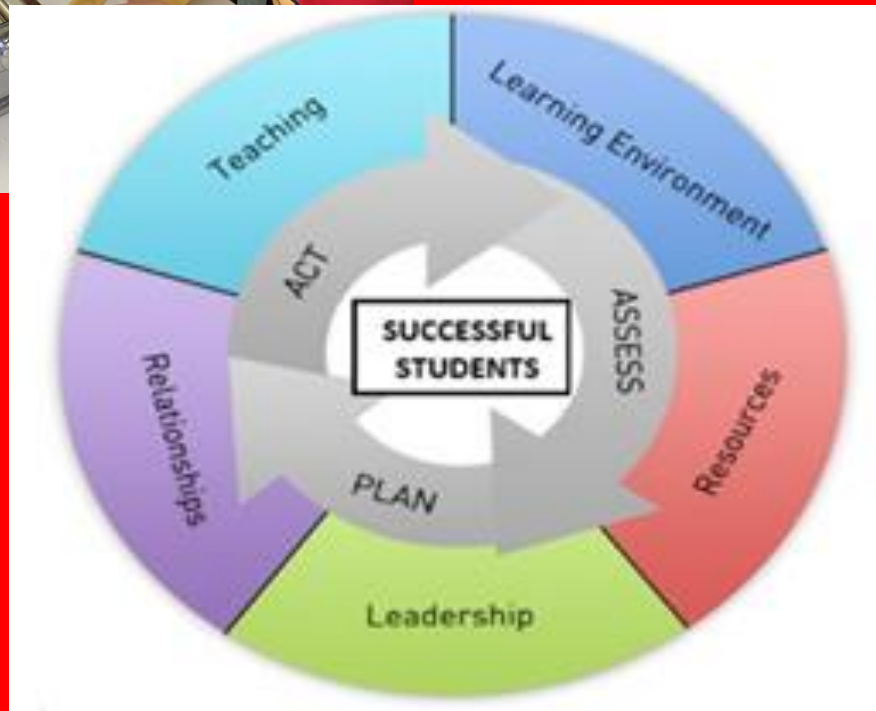 Teaching
Learning Environment
ACT
ASSESS
SUCCESSFUL
STUDENTS
Relationships
Resources
PLAN
Leadership